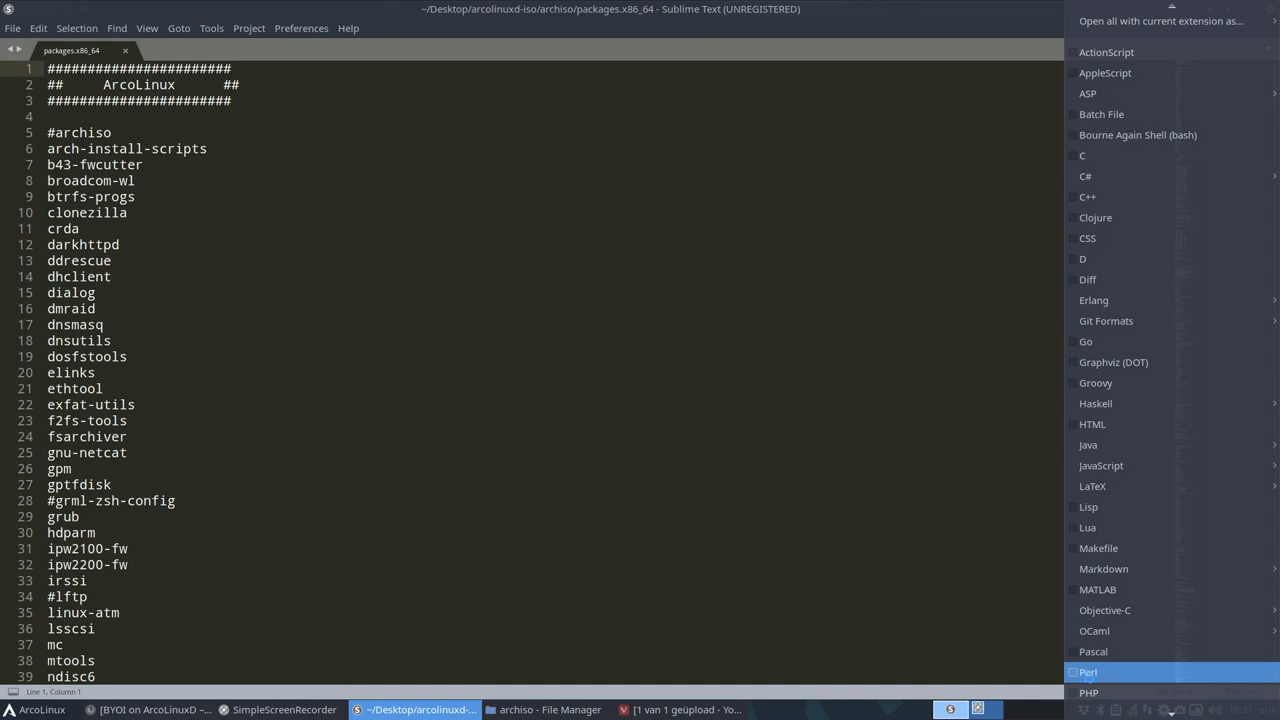 ~/Desktop/arcolinuxd-iso/archiso/packages.x86_64 - Sublime Text (UNREGISTERED)
File Edit Selection Find View Goto Tools Project Preferences Help
packages.x86_64 ×
1 #######################
2 ## ArcoLinux ##
3 #######################
4
5 #archiso
6 arch-install-scripts
7 b43-fwcutter
8 broadcom-wl
9 btrfs-progs
10 clonezilla
11 crda
12 darkhttpd
13 ddrescue
14 dhclient
15 dialog
16 dmraid
17 dnsmasq
18 dnsutils
19 dosfstools
20 elinks
21 ethtool
22 exfat-utils
23 f2fs-tools
24 fsarchiver
25 gnu-netcat
26 gpm
27 gptfdisk
28 #grml-zsh-config
29 grub
30 hdparm
31 ipw2100-fw
32 ipw2200-fw
33 irssi
34 #lftp
35 linux-atm
36 lsscsi
37 mc
38 mtools
39 ndisc6
Open all with current extension as...
ActionScript
AppleScript
ASP
Batch File
Bourne Again Shell (bash)
C
C#
C++
Clojure
CSS
D
Diff
Erlang
Git Formats
Go
Graphviz (DOT)
Groovy
Haskell
HTML
Java
JavaScript
LaTeX
Lisp
Lua
Makefile
Markdown
MATLAB
Objective-C
OCaml
Pascal
Perl
PHP
Line 1, Column 1
ArcoLinux
[BYOI on ArcoLinuxD –...
SimpleScreenRecorder
~/Desktop/arcolinuxd-...
archiso - File Manager
[1 van 1 geüpload - Yo...